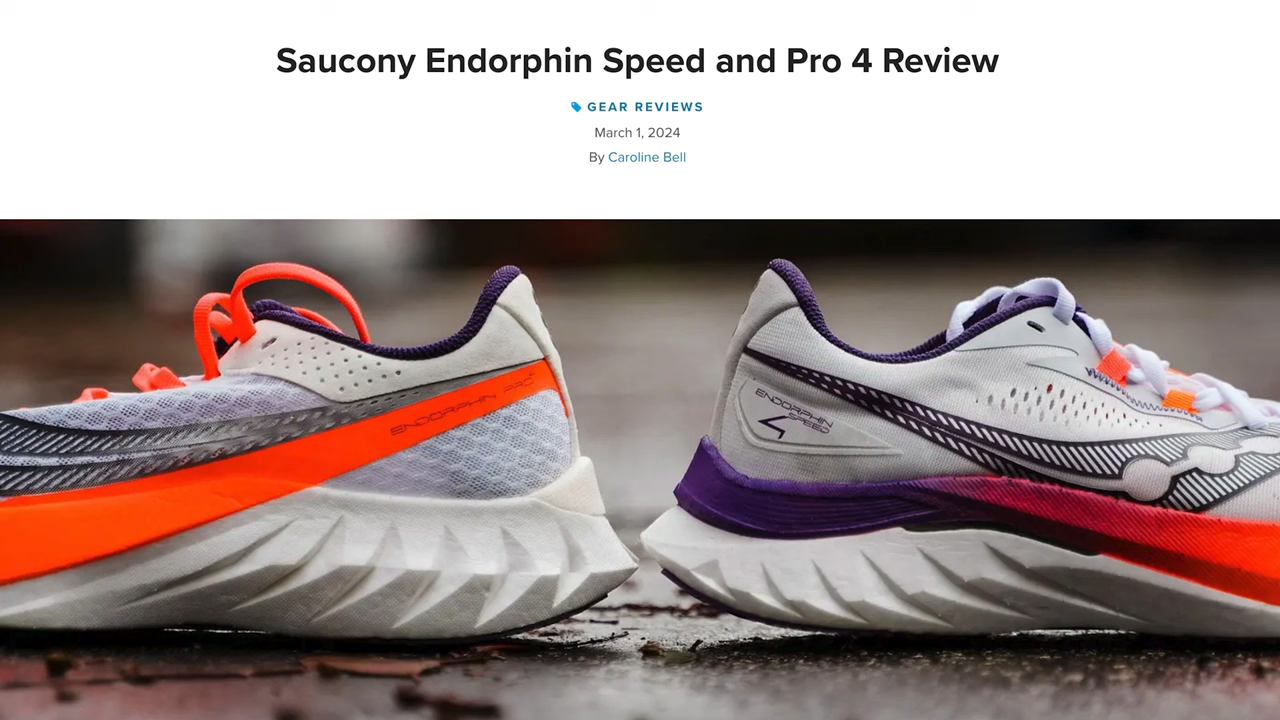 Saucony Endorphin Speed and Pro 4 Review
GEAR REVIEWS
March 1, 2024
By Caroline Bell
ENDORPHIN PRO
ENDORPHIN
SPEED
4